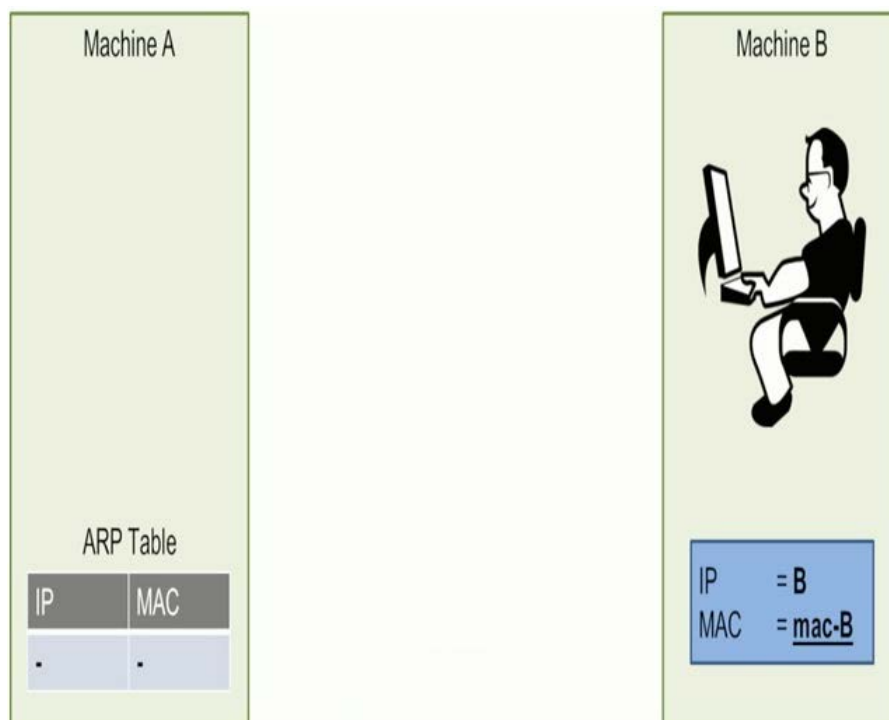 Machine A
Machine B
ARP Table
IP MAC
- -
IP = B
MAC = mac-B